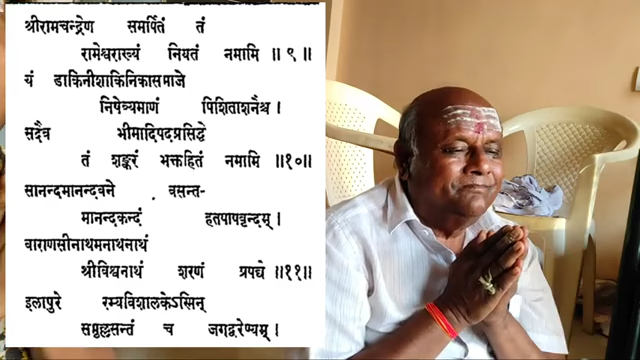 श्रीरामचन्द्रेण समर्पितं तं
रामेश्वराख्यं नियतं नमामि ॥ ९ ॥
यं डाकिनीशाकिनिकासमाजे
निषेव्यमाणं पिशिताशनैश्च ।
सदैव भीमादिपदप्रसिद्धं
तं शङ्करं भक्तहितं नमामि ॥१०॥
सानन्दमानन्दवने वसन्त-
मानन्दकन्दं हतपापवृन्दम् ।
वाराणसीनाथमनाथनाथं
श्रीविश्वनाथं शरणं प्रपद्ये ॥११॥
इलापुरे रम्यविशालकेऽस्मिन्
समुल्लसन्तं च जगद्वरेण्यम् ।